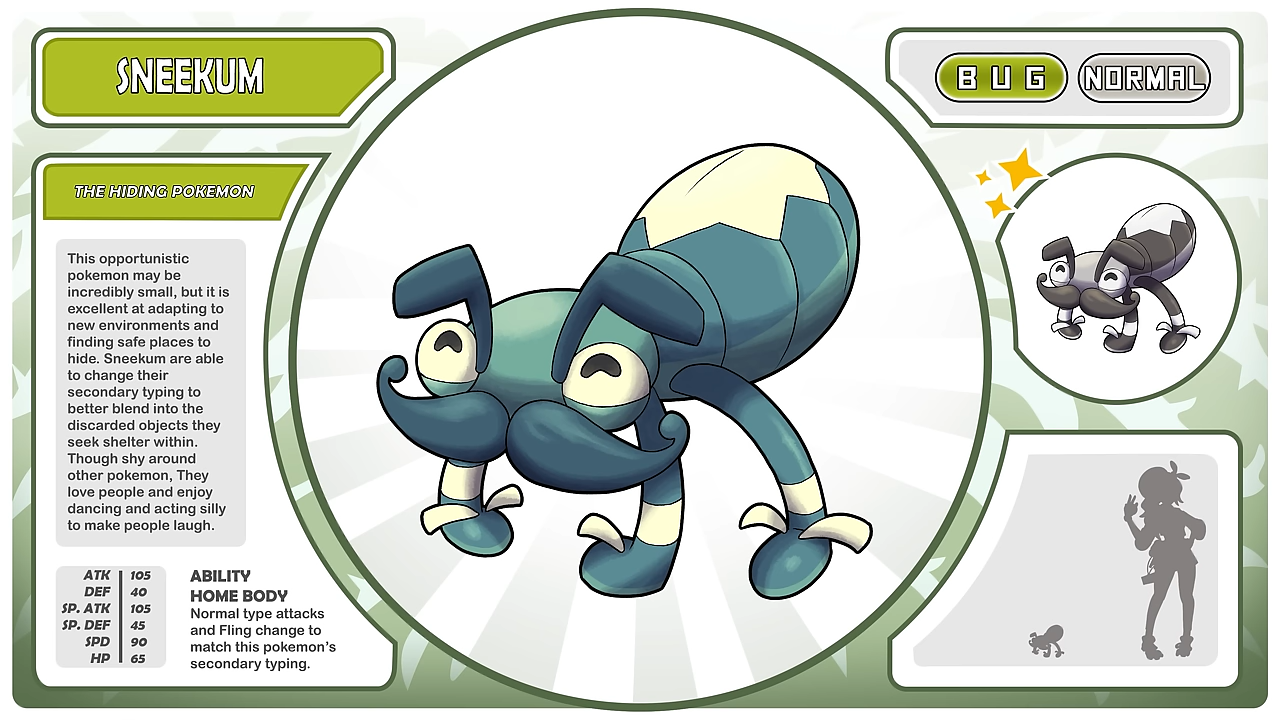 SNEEKUM
BUG NORMAL
THE HIDING POKEMON
This opportunistic
pokemon may be
incredibly small, but it is
excellent at adapting to
new environments and
finding safe places to
hide. Sneekum are able
to change their
secondary typing to
better blend into the
discarded objects they
seek shelter within.
Though shy around
other pokemon, They
love people and enjoy
dancing and acting silly
to make people laugh.
ATK 105
DEF 40
SP. ATK 105
SP. DEF 45
SPD 90
HP 65
ABILITY
HOME BODY
Normal type attacks
and Fling change to
match this pokemon's
secondary typing.